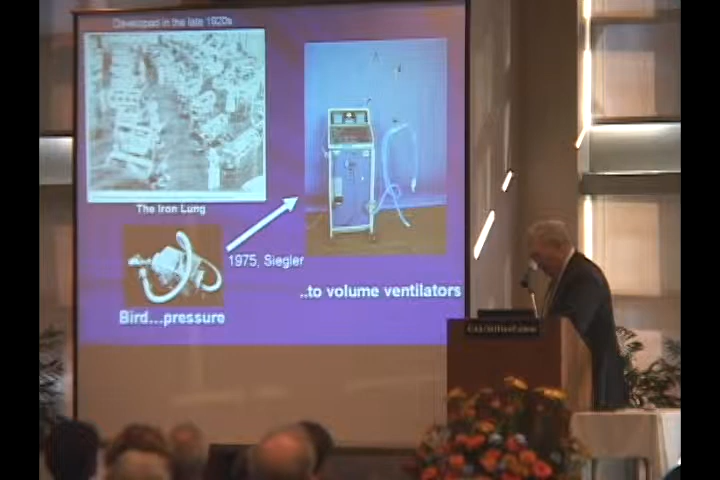 Developed in the late 1920s
The Iron Lung
1975, Siegler
..to volume ventilators
Bird...pressure